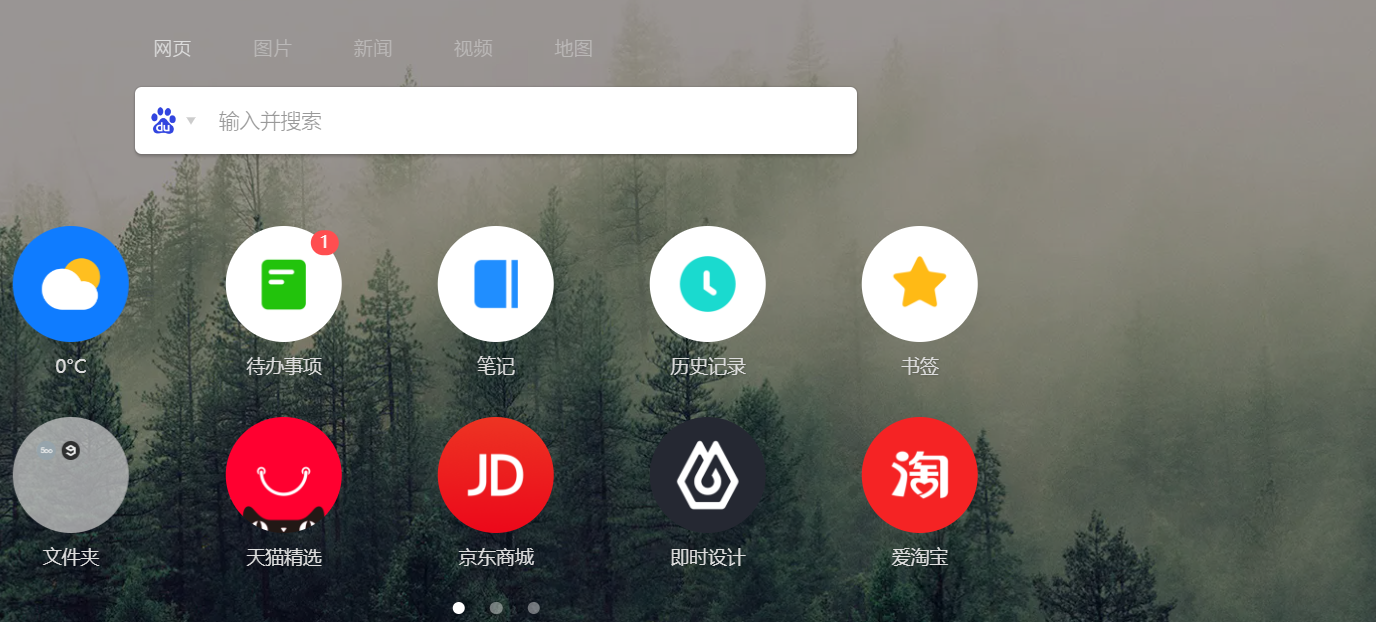 网页 图片 新闻 视频 地图
du 输入并搜索
1
0°C 待办事项 笔记 历史记录 书签
500
JD 淘
文件夹 天猫精选 京东商城 即时设计 爱淘宝